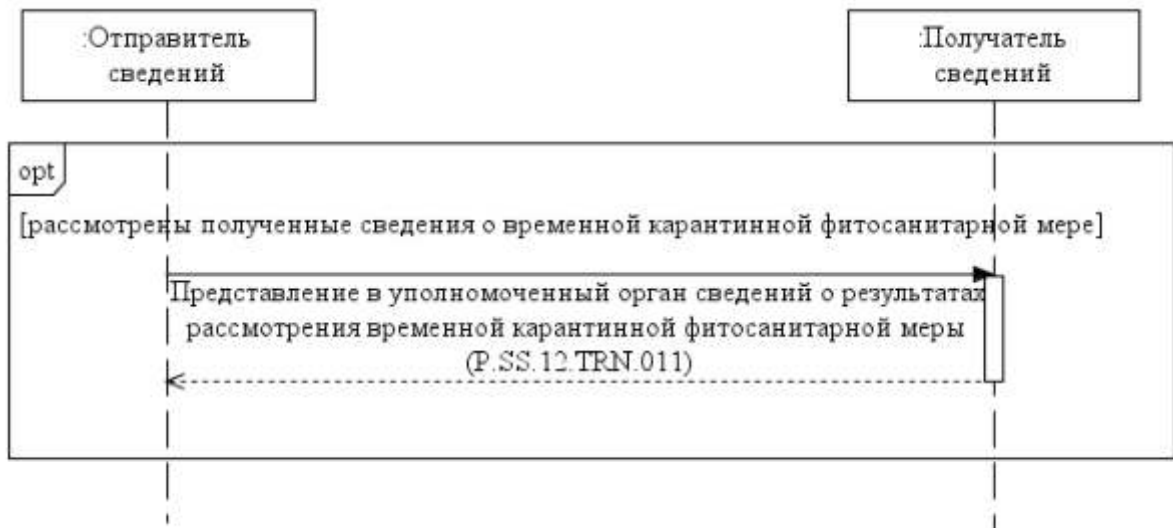 :Отправитель
сведений
:Получатель
сведений
opt
[рассмотрены полученные сведения о временной карантинной фитосанитарной мере]
Представление в уполномоченный орган сведений о результатах
рассмотрения временной карантинной фитосанитарной меры
(P.SS.12.TRN.011)